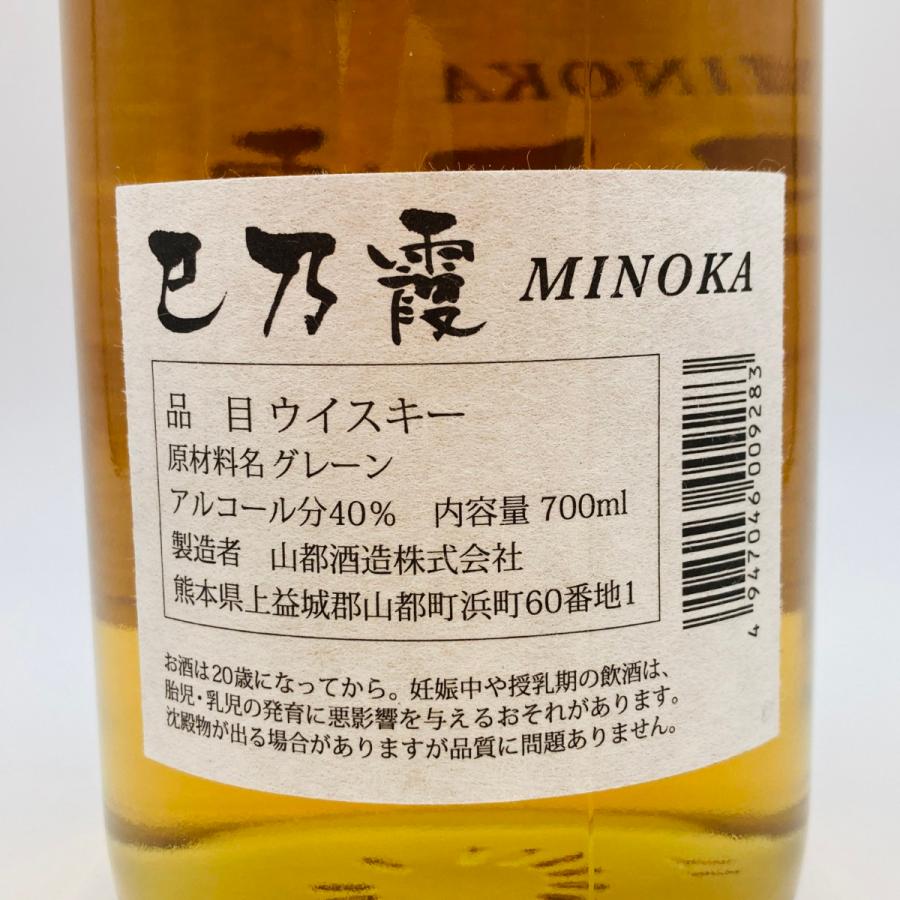 巳乃霞 MINOKA
品 目 ウイスキー
原材料名 グレーン
アルコール分40% 内容量 700ml
製造者 山都酒造株式会社
熊本県上益城郡山都町浜町60番地1
お酒は20歳になってから。妊娠中や授乳期の飲酒は、
胎児・乳児の発育に悪影響を与えるおそれがあります。
沈殿物が出る場合がありますが品質に問題ありません。
4947046009283
MINOKA